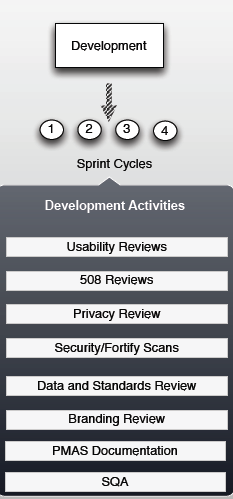 Development
1 2 3 4
Sprint Cycles
Development Activities
Usability Reviews
508 Reviews
Privacy Review
Security/Fortify Scans
Data and Standards Review
Branding Review
PMAS Documentation
SQA